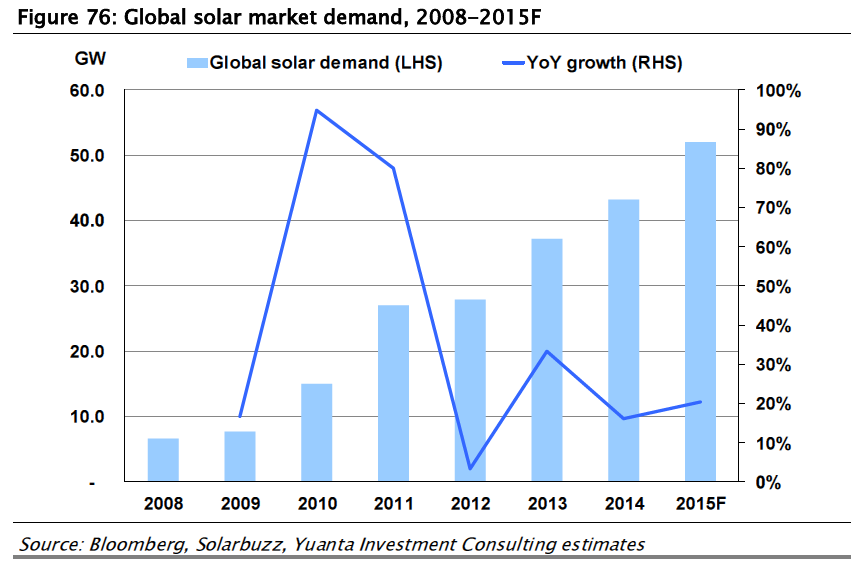 Figure 76: Global solar market demand, 2008-2015F
GW Global solar demand (LHS) YoY growth (RHS)
60.0 100%
90%
50.0 80%
40.0 70%
60%
30.0 50%
40%
20.0 30%
10.0 20%
10%
- 0%
2008 2009 2010 2011 2012 2013 2014 2015F
Source: Bloomberg, Solarbuzz, Yuanta Investment Consulting estimates